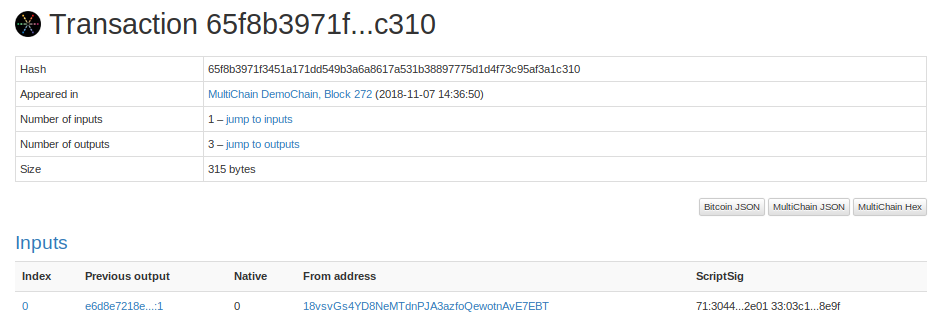 Transaction 65f8b3971f...c310
Hash 65f8b3971f3451a171dd549b3a6a8617a531b38897775d1d4f73c95af3a1c310
Appeared in MultiChain DemoChain, Block 272 (2018-11-07 14:36:50)
Number of inputs 1 – jump to inputs
Number of outputs 3 – jump to outputs
Size 315 bytes
Bitcoin JSON MultiChain JSON MultiChain Hex
Inputs
Index Previous output Native From address ScriptSig
0 e6d8e7218e...:1 0 18vsvGs4YD8NeMTdnPJA3azfoQewotnAvE7EBT 71:3044...2e01 33:03c1...8e9f